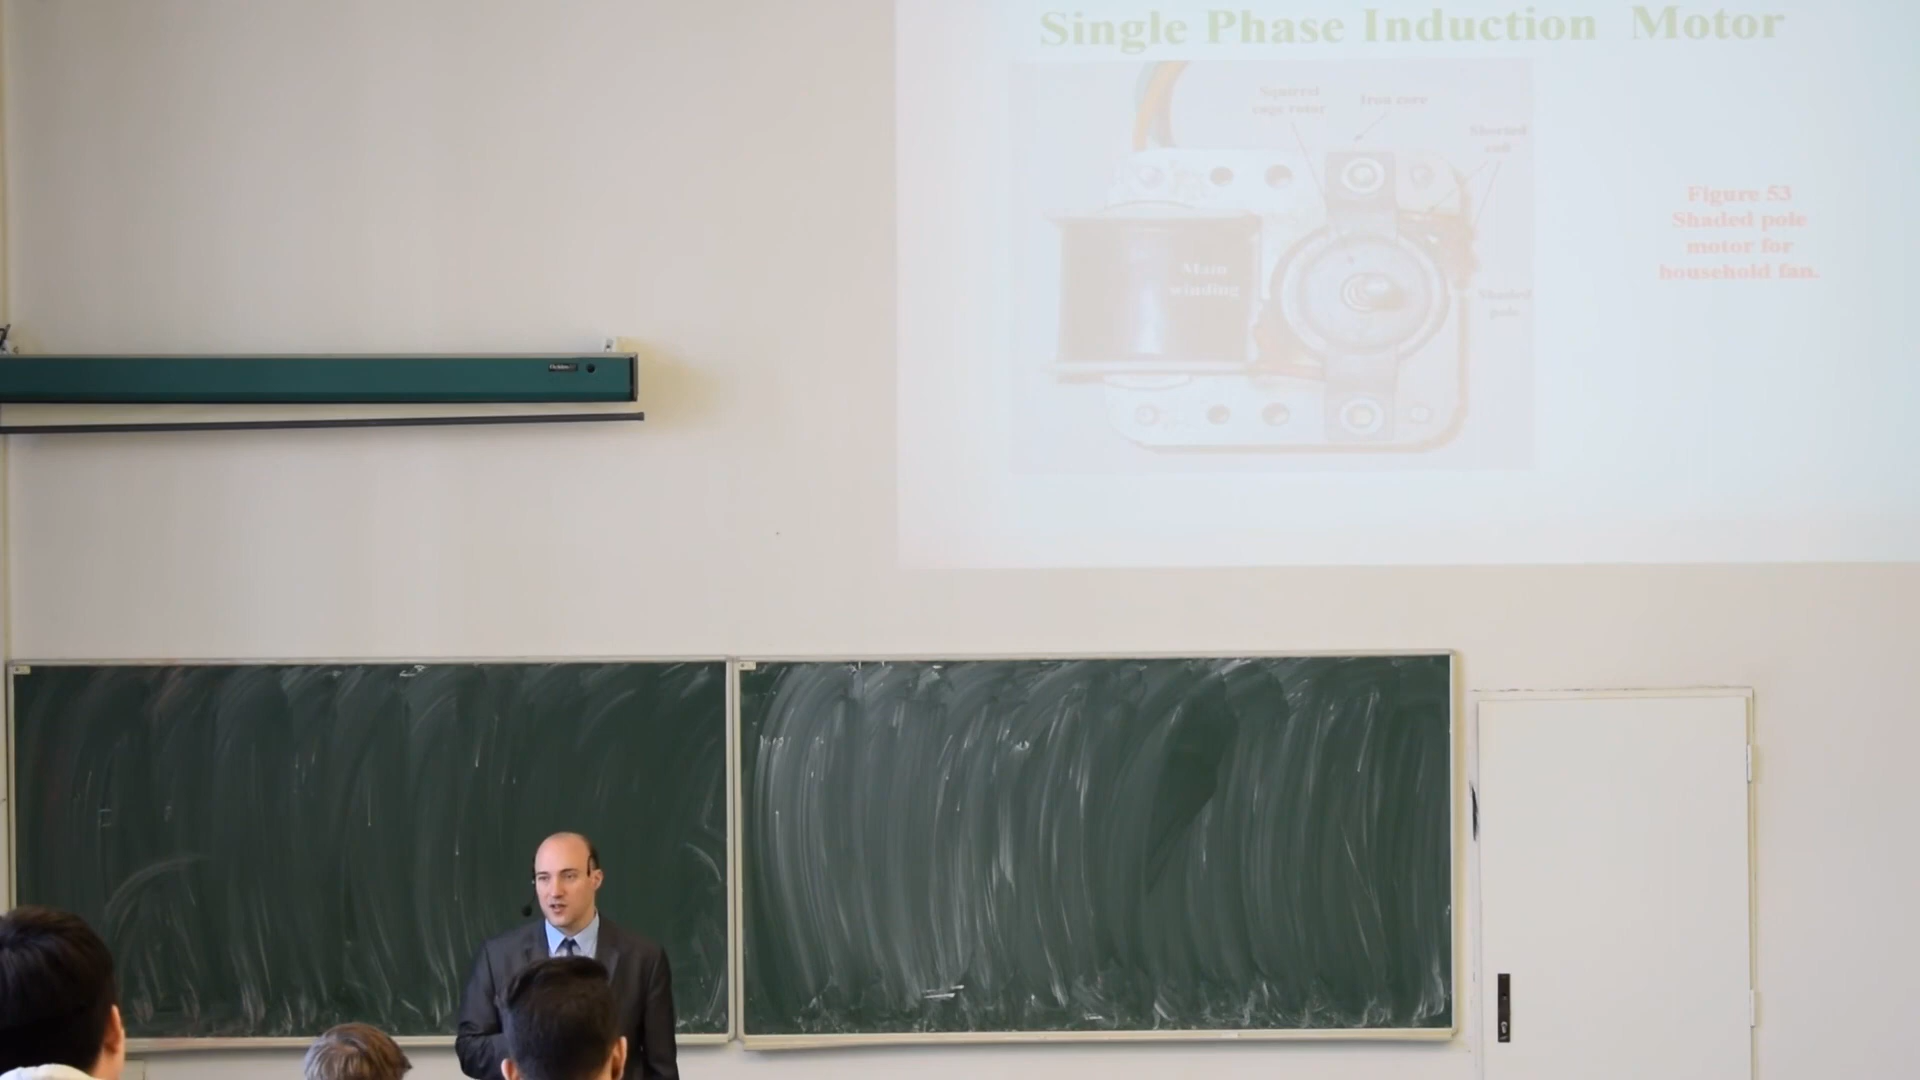 Single Phase Induction Motor
Squirrel
cage rotor
Iron core
Shorted
coil
Main
winding
Shaded
pole
Figure 53
Shaded pole
motor for
household fan.